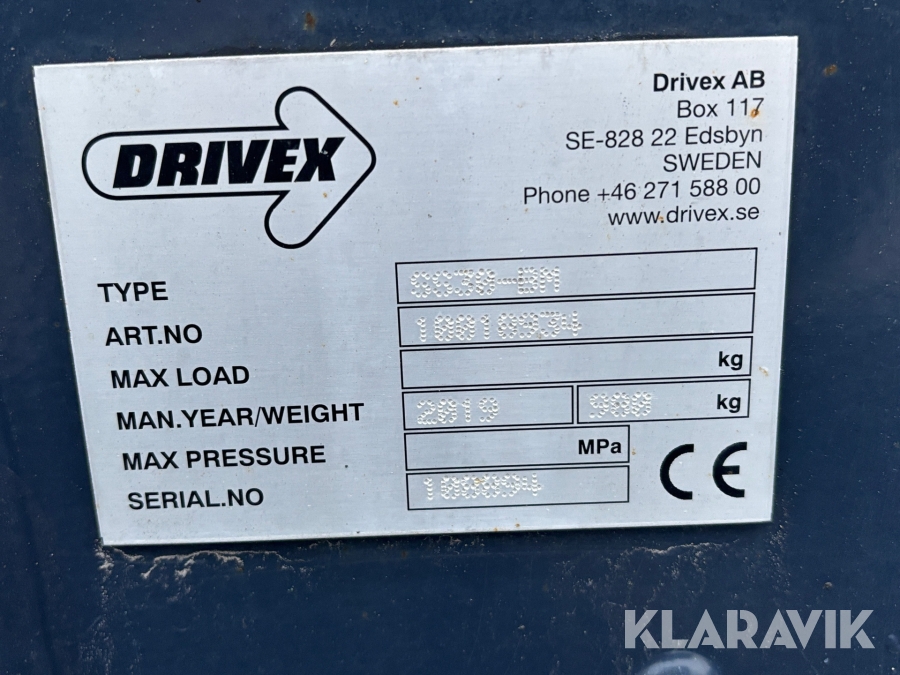 DRIVEX
Drivex AB
Box 117
SE-828 22 Edsbyn
SWEDEN
Phone +46 271 588 00
www.drivex.se
TYPE
ART.NO
MAX LOAD kg
MAN.YEAR/WEIGHT 2019 900 kg
MAX PRESSURE MPa
SERIAL.NO
CE
KLARAVIK